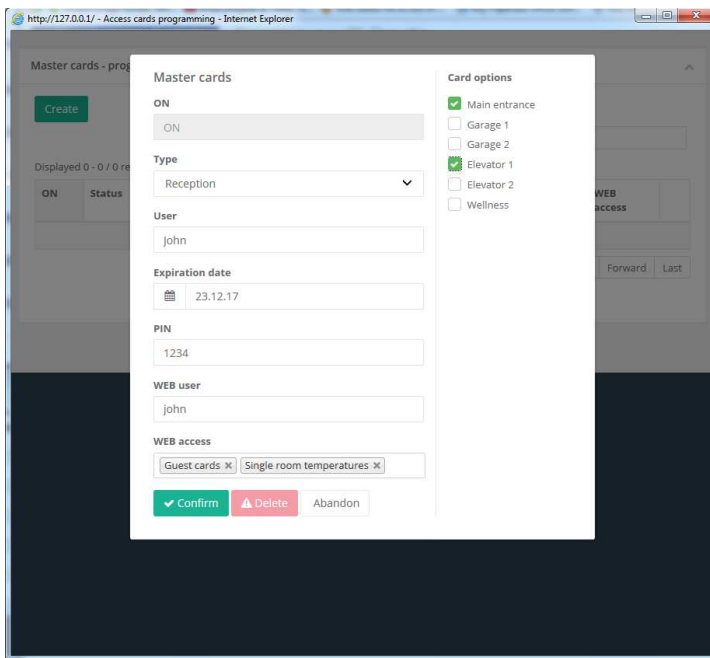 http://127.0.0.1/ - Access cards programming - Internet Explorer
Master cards - prog
Create
Displayed 0 - 0 / 0 re
ON Status WEB access
Forward Last
Master cards
ON
ON
Type
Reception
User
John
Expiration date
23.12.17
PIN
1234
WEB user
john
WEB access
Guest cards × Single room temperatures ×
Confirm Delete Abandon
Card options
Main entrance
Garage 1
Garage 2
Elevator 1
Elevator 2
Wellness